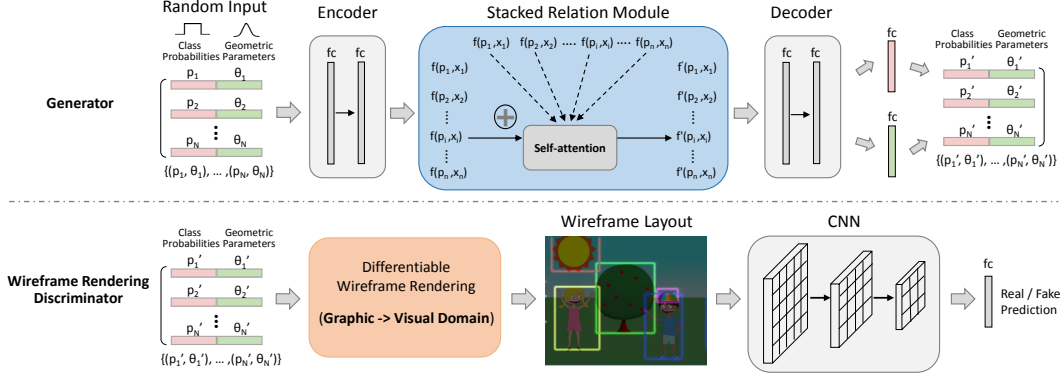 Random Input
Encoder
Stacked Relation Module
Decoder
Class Probabilities
Geometric Parameters
p1 θ1
p2 θ2
⋮
pN θN
{(p1, θ1), … ,(pN, θN)}
Generator
fc fc
f(p1,x1) f(p2,x2) .... f(pi,xi) .... f(pn,xn)
f(p1,x1)
f(p2,x2)
⋮
f(pi,xi)
⋮
f(pn,xn)
+
Self-attention
f'(p1,x1)
f'(p2,x2)
⋮
f'(pi,xi)
⋮
f'(pn,xn)
fc fc
fc
fc
Class Probabilities
Geometric Parameters
p1' θ1'
p2' θ2'
⋮
pN' θN'
{(p1', θ1'), … ,(pN', θN')}
Wireframe Rendering
Discriminator
Class Probabilities
Geometric Parameters
p1' θ1'
p2' θ2'
⋮
pN' θN'
{(p1', θ1'), … ,(pN', θN')}
Differentiable
Wireframe Rendering
(Graphic -> Visual Domain)
Wireframe Layout
CNN
fc
Real / Fake
Prediction